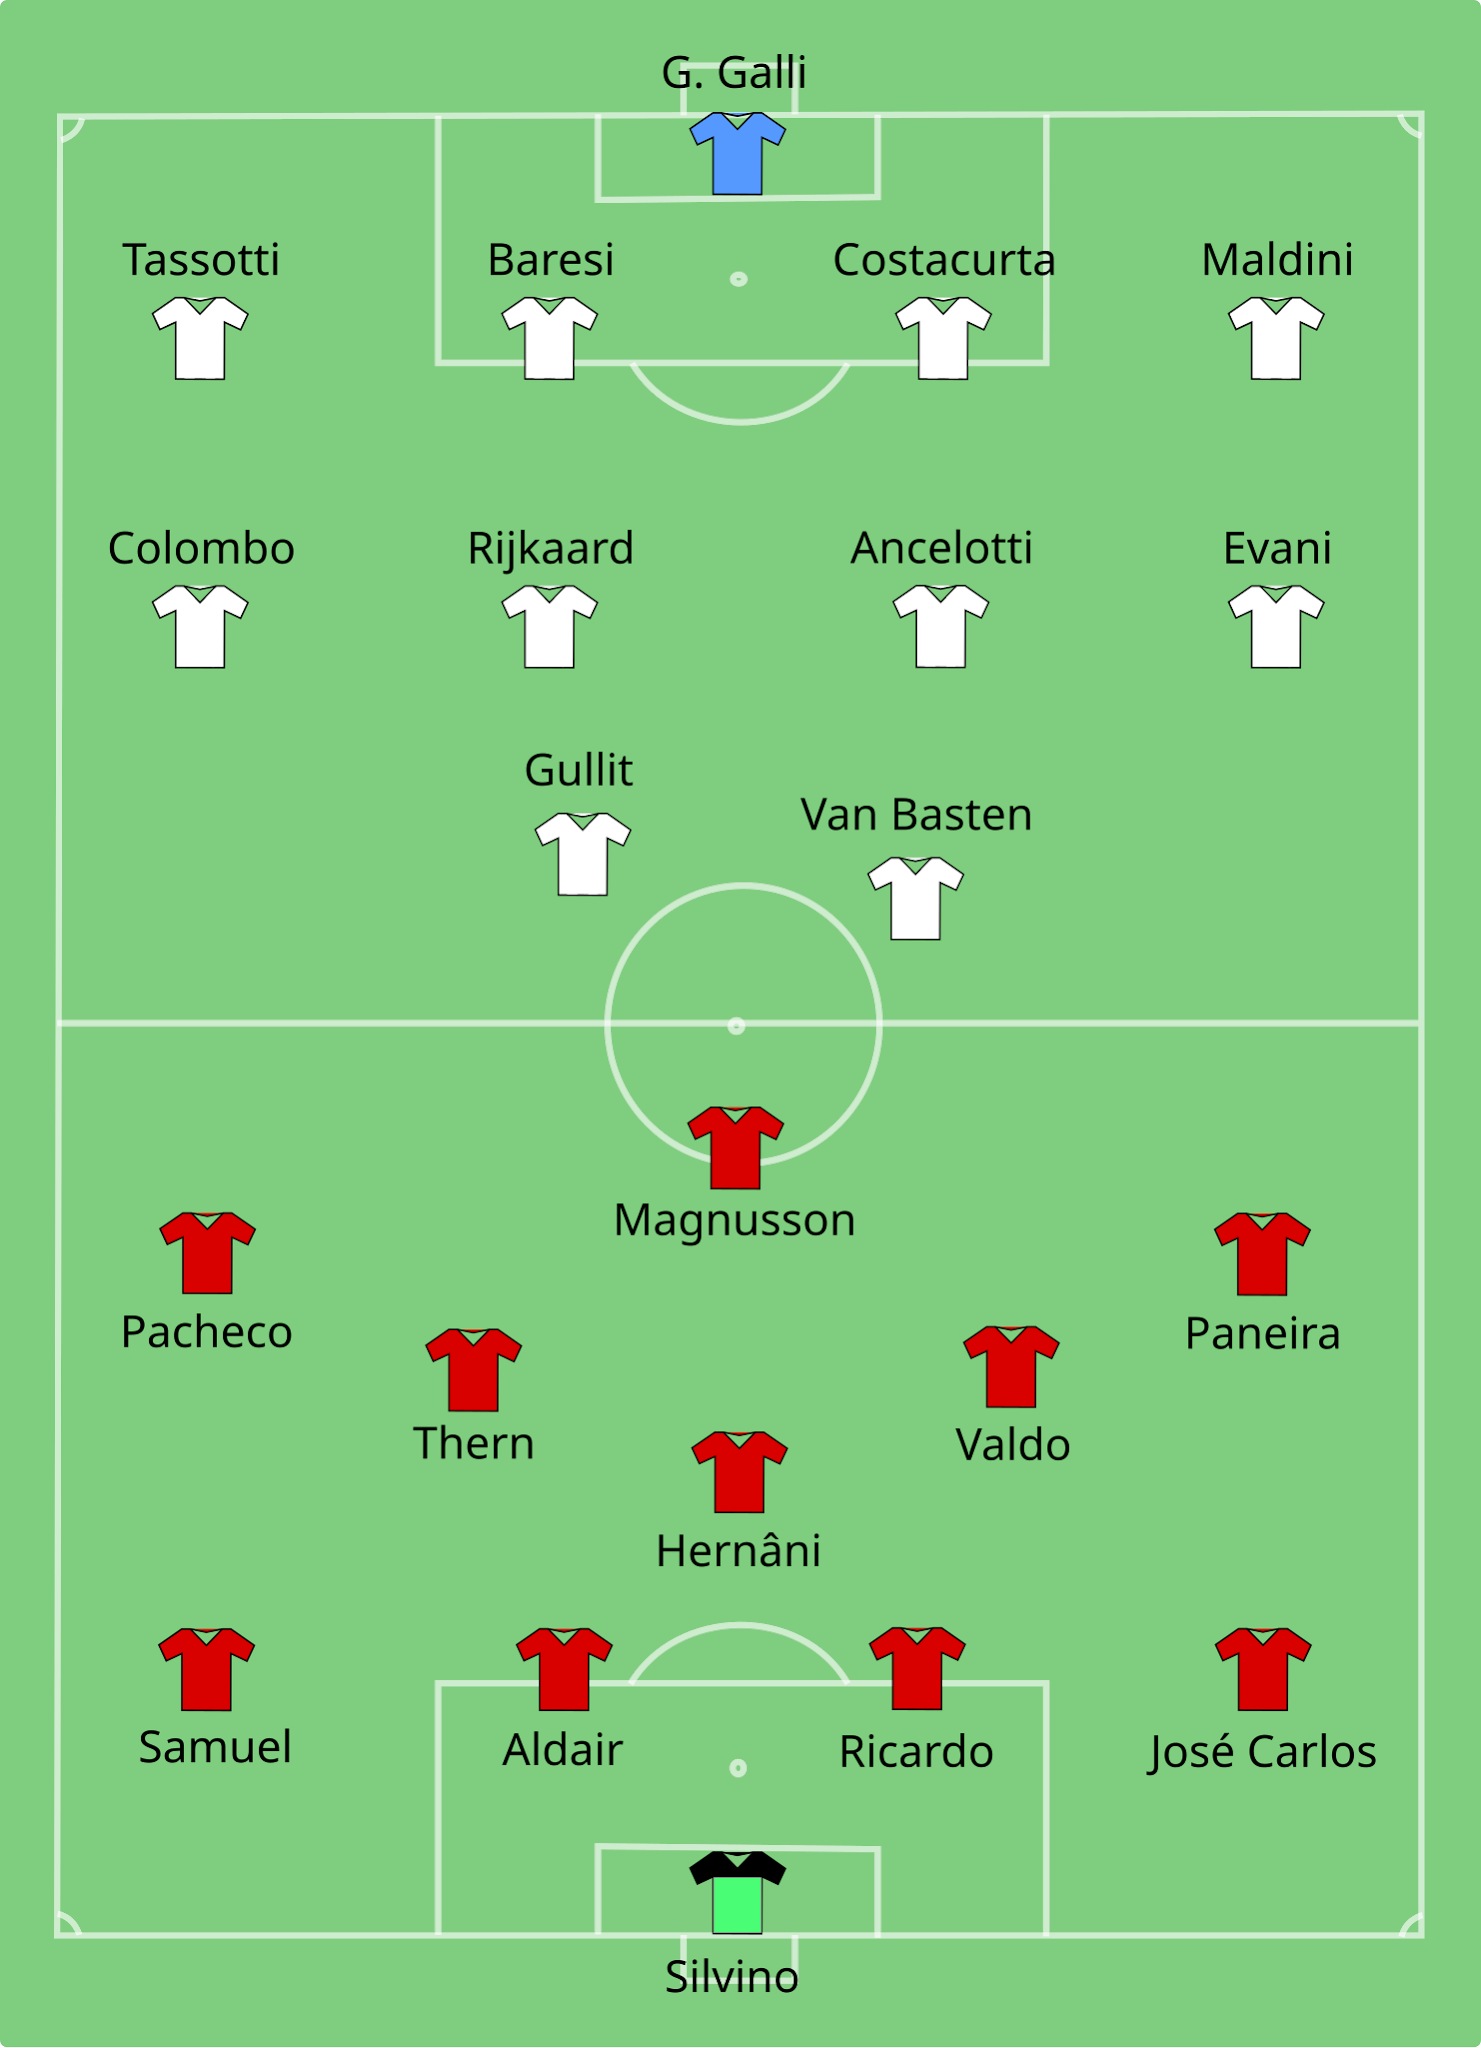 G. Galli
Tassotti
Baresi
Costacurta
Maldini
Colombo
Rijkaard
Ancelotti
Evani
Gullit
Van Basten
Magnusson
Pacheco
Paneira
Thern
Valdo
Hernâni
Samuel
Aldair
Ricardo
José Carlos
Silvino